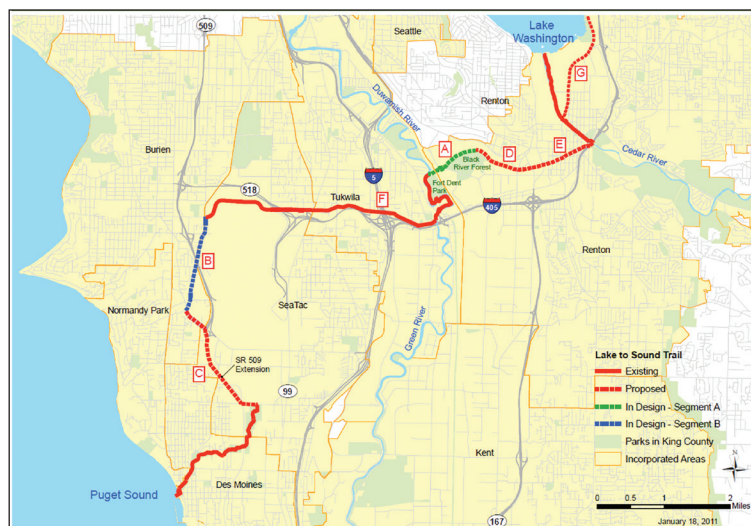 509
Seattle
Lake
Washington
G
Duwamish River
Renton
A
Burien
D
E
Black
River Forest
Cedar River
5
Fort Dent
Park
518
Tukwila
F
405
B
Renton
Normandy Park
SeaTac
Green River
SR 509
Extension
C
99
Lake to Sound Trail
Existing
Proposed
In Design - Segment A
In Design - Segment B
Parks in King County
Incorporated Areas
N
Kent
Puget Sound
Des Moines
0 0.5 1 2
Miles
167
January 18, 2011